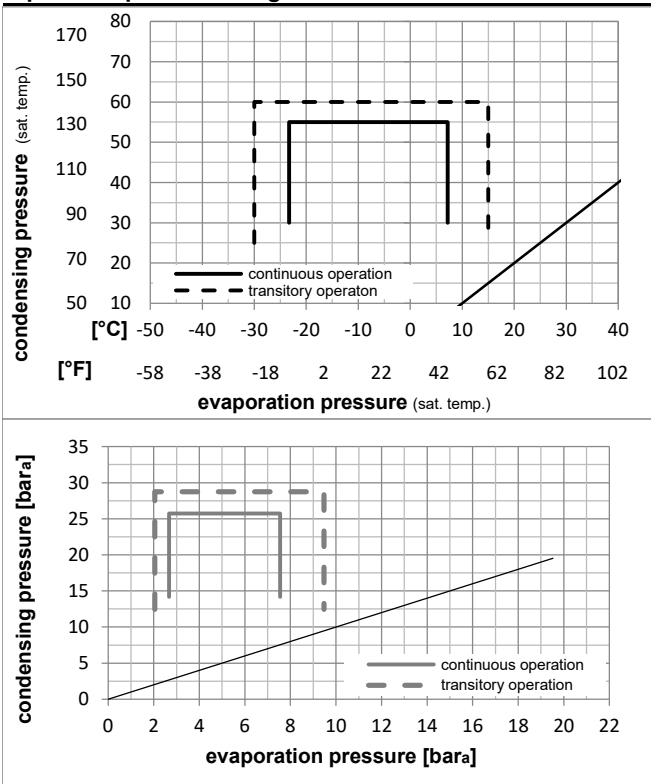 170 80
150 70
130 60
50
110 40
90 30
70 20
50 10
condensing pressure (sat. temp.)
continuous operation
transitory operaton
[°C] -50 -40 -30 -20 -10 0 10 20 30 40
[°F] -58 -38 -18 2 22 42 62 82 102
evaporation pressure (sat. temp.)
35
30
25
20
15
10
5
0
condensing pressure [bara]
continuous operation
transitory operation
0 2 4 6 8 10 12 14 16 18 20 22
evaporation pressure [bara]